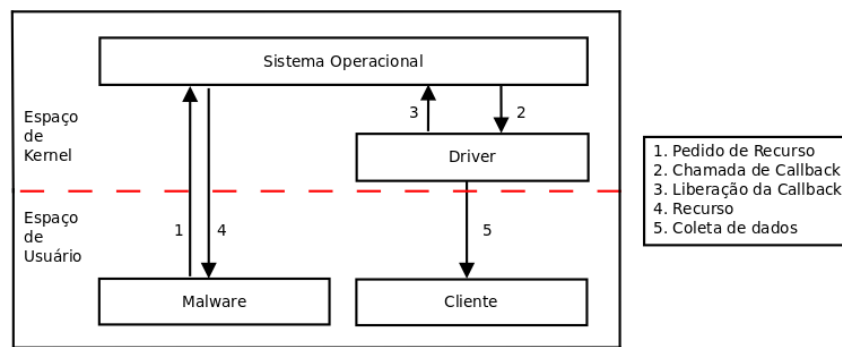 Sistema Operacional
Espaço
de
Kernel
3
2
Driver
1. Pedido de Recurso
2. Chamada de Callback
3. Liberação da Callback
4. Recurso
5. Coleta de dados
Espaço
de
Usuário
1
4
5
Malware
Cliente